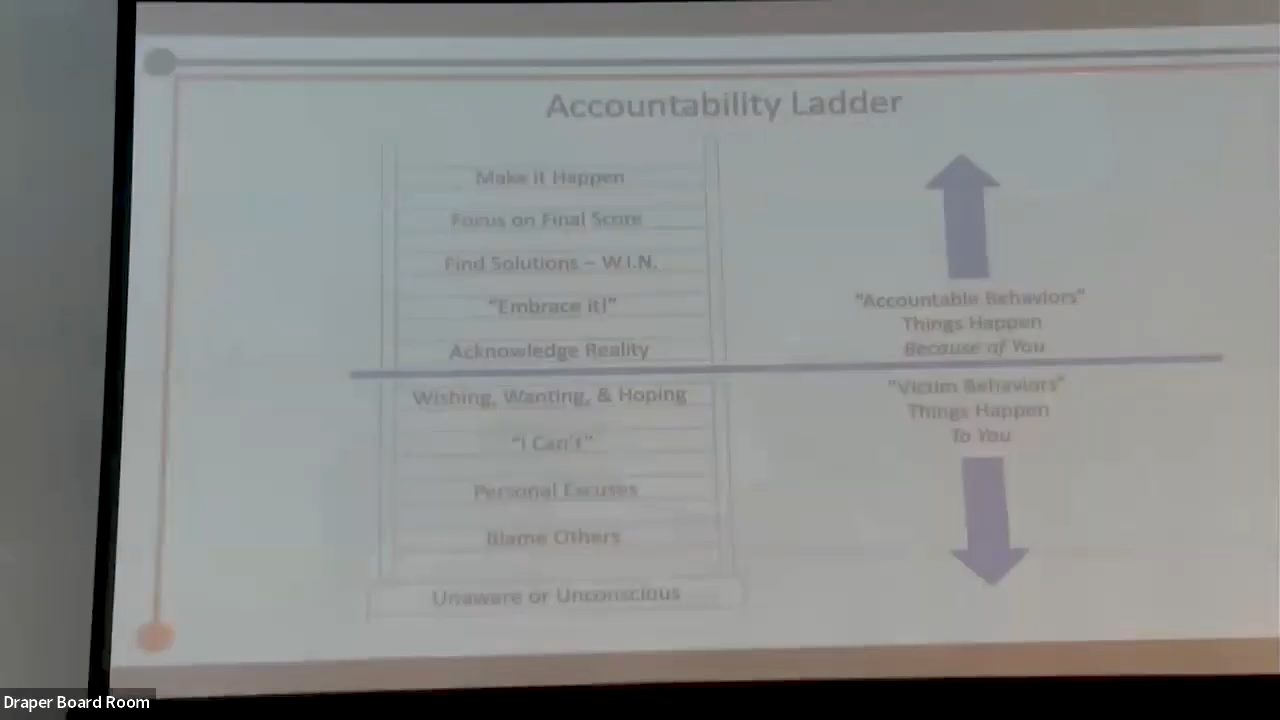 Accountability Ladder
Make it Happen
Focus on Final Score
Find Solutions – W.I.N.
"Embrace it!"
Acknowledge Reality
Wishing, Wanting, & Hoping
"I Can't"
Personal Excuses
Blame Others
Unaware or Unconscious
"Accountable Behaviors"
Things Happen
Because of You
"Victim Behaviors"
Things Happen
To You
Draper Board Room